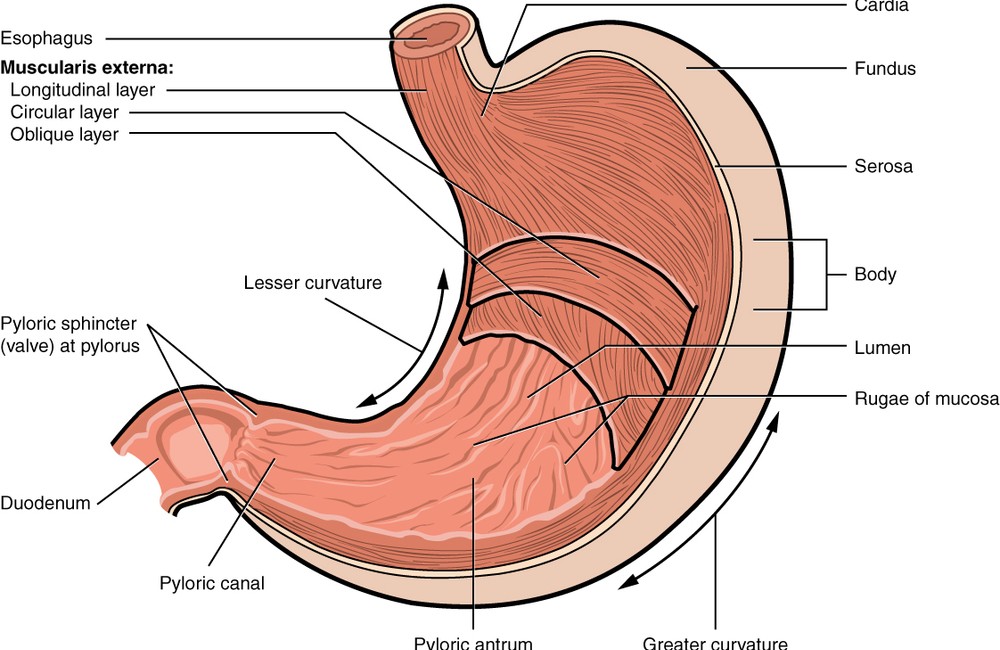 Cardia
Esophagus
Muscularis externa:
Longitudinal layer
Circular layer
Oblique layer
Fundus
Serosa
Lesser curvature
Body
Pyloric sphincter
(valve) at pylorus
Lumen
Rugae of mucosa
Duodenum
Pyloric canal
Pyloric antrum
Greater curvature